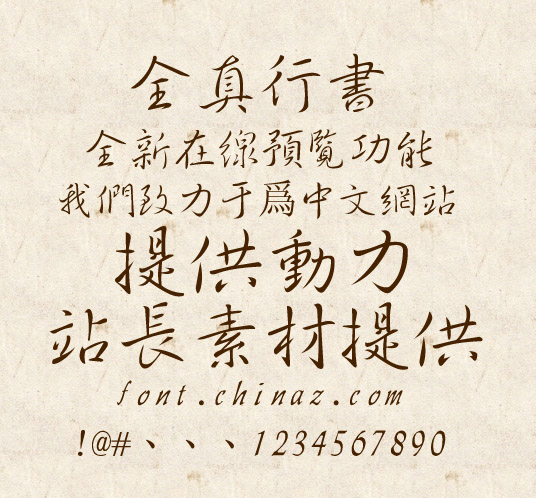 全真行書
全新在線預覽功能
我們致力于爲中文網站
提供動力
站長素材提供
font.chinaz.com
!@#、、、1234567890